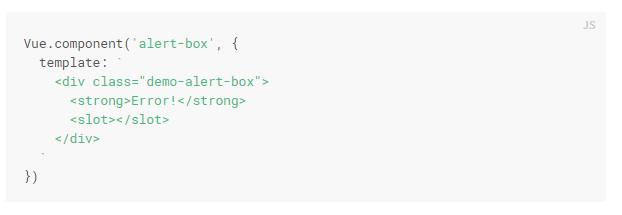 JS
Vue.component('alert-box', {
  template: `
    <div class="demo-alert-box">
      <strong>Error!</strong>
      <slot></slot>
    </div>
  `
})